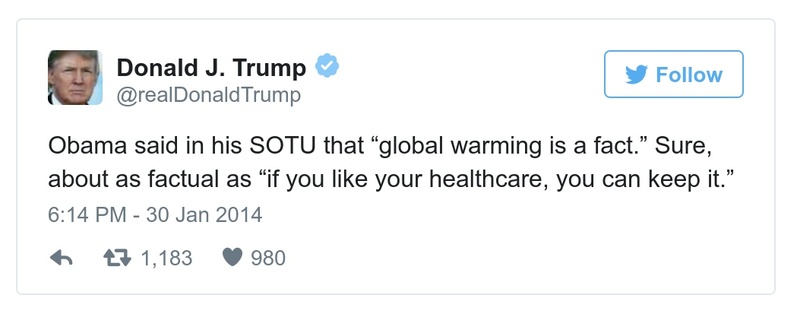 Donald J. Trump
@realDonaldTrump
Follow
Obama said in his SOTU that “global warming is a fact.” Sure,
about as factual as “if you like your healthcare, you can keep it.”
6:14 PM - 30 Jan 2014
1,183 980